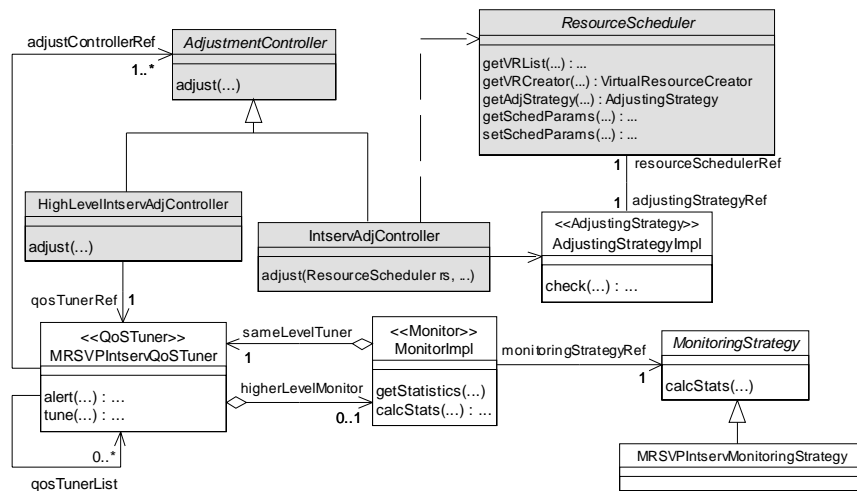 adjustControllerRef
1..*
AdjustmentController
adjust(...)
ResourceScheduler
getVRList(...) : ...
getVRCreator(...) : VirtualResourceCreator
getAdjStrategy(...) : AdjustingStrategy
getSchedParams(...) : ...
setSchedParams(...) : ...
1
resourceSchedulerRef
1
adjustingStrategyRef
HighLevelIntservAdjController
adjust(...)
IntservAdjController
adjust(ResourceScheduler rs, ...)
<<AdjustingStrategy>>
AdjustingStrategyImpl
check(...) : ...
qosTunerRef
1
<<QoSTuner>>
MRSVPIntservQoSTuner
alert(...) : ...
tune(...) : ...
sameLevelTuner
1
higherLevelMonitor
0..1
<<Monitor>>
MonitorImpl
getStatistics(...)
calcStats(...) : ...
monitoringStrategyRef
1
MonitoringStrategy
calcStats(...)
MRSVPIntservMonitoringStrategy
0..*
qosTunerList